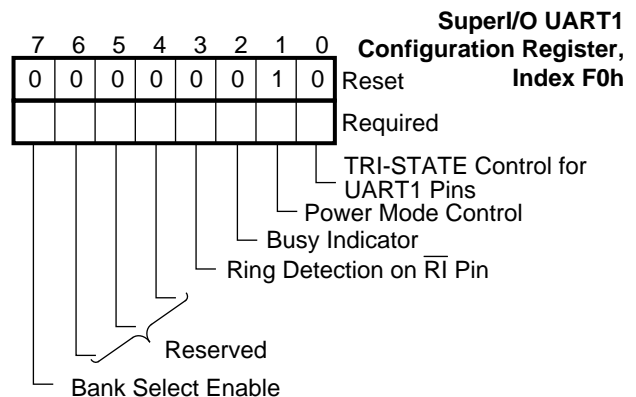 SuperI/O UART1
Configuration Register,
Index F0h
7 6 5 4 3 2 1 0
0 0 0 0 0 0 1 0 Reset
Required
TRI-STATE Control for
UART1 Pins
Power Mode Control
Busy Indicator
Ring Detection on R̅I̅ Pin
Reserved
Bank Select Enable